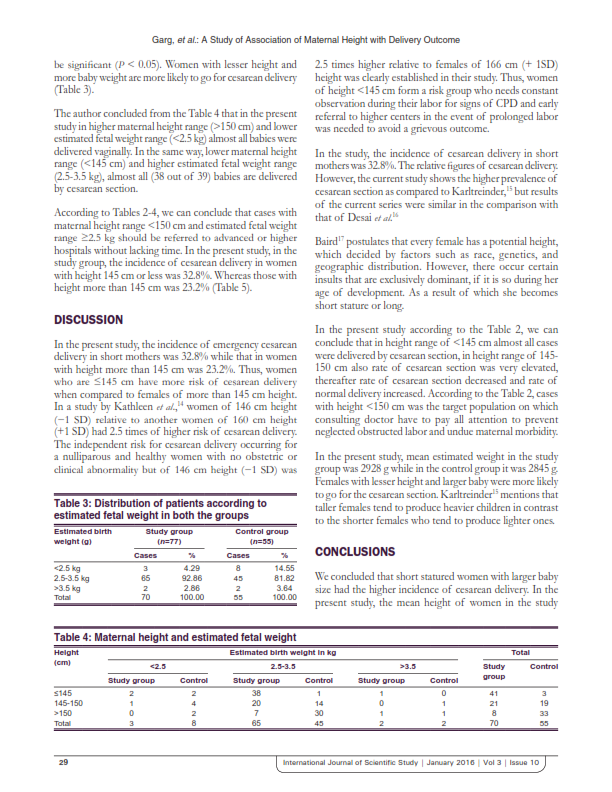 Garg, et al.: A Study of Association of Maternal Height with Delivery Outcome
be significant (P < 0.05). Women with lesser height and
more baby weight are more likely to go for cesarean delivery
(Table 3).
The author concluded from the Table 4 that in the present
study in higher maternal height range (>150 cm) and lower
estimated fetal weight range (<2.5 kg) almost all babies were
delivered vaginally. In the same way, lower maternal height
range (<145 cm) and higher estimated fetal weight range
(2.5-3.5 kg), almost all (38 out of 39) babies are delivered
by cesarean section.
According to Tables 2-4, we can conclude that cases with
maternal height range <150 cm and estimated fetal weight
range ≥2.5 kg should be referred to advanced or higher
hospitals without lacking time. In the present study, in the
study group, the incidence of cesarean delivery in women
with height 145 cm or less was 32.8%. Whereas those with
height more than 145 cm was 23.2% (Table 5).
DISCUSSION
In the present study, the incidence of emergency cesarean
delivery in short mothers was 32.8% while that in women
with height more than 145 cm was 23.2%. Thus, women
who are ≤145 cm have more risk of cesarean delivery
when compared to females of more than 145 cm height.
In a study by Kathleen et al.,14 women of 146 cm height
(−1 SD) relative to another women of 160 cm height
(+1 SD) had 2.5 times of higher risk of cesarean delivery.
The independent risk for cesarean delivery occurring for
a nulliparous and healthy women with no obstetric or
clinical abnormality but of 146 cm height (−1 SD) was
Table 3: Distribution of patients according to
estimated fetal weight in both the groups
Estimated birth Study group Control group
weight (g) (n=77) (n=55)
Cases % Cases %
<2.5 kg 3 4.29 8 14.55
2.5-3.5 kg 65 92.86 45 81.82
>3.5 kg 2 2.86 2 3.64
Total 70 100.00 55 100.00
2.5 times higher relative to females of 166 cm (+ 1SD)
height was clearly established in their study. Thus, women
of height <145 cm form a risk group who needs constant
observation during their labor for signs of CPD and early
referral to higher centers in the event of prolonged labor
was needed to avoid a grievous outcome.
In the study, the incidence of cesarean delivery in short
mothers was 32.8%. The relative figures of cesarean delivery.
However, the current study shows the higher prevalence of
cesarean section as compared to Karltreinder,15 but results
of the current series were similar in the comparison with
that of Desai et al.16
Baird17 postulates that every female has a potential height,
which decided by factors such as race, genetics, and
geographic distribution. However, there occur certain
insults that are exclusively dominant, if it is so during her
age of development. As a result of which she becomes
short stature or long.
In the present study according to the Table 2, we can
conclude that in height range of <145 cm almost all cases
were delivered by cesarean section, in height range of 145-
150 cm also rate of cesarean section was very elevated,
thereafter rate of cesarean section decreased and rate of
normal delivery increased. According to the Table 2, cases
with height <150 cm was the target population on which
consulting doctor have to pay all attention to prevent
neglected obstructed labor and undue maternal morbidity.
In the present study, mean estimated weight in the study
group was 2928 g while in the control group it was 2845 g.
Females with lesser height and larger baby were more likely
to go for the cesarean section. Karltreinder15 mentions that
taller females tend to produce heavier children in contrast
to the shorter females who tend to produce lighter ones.
CONCLUSIONS
We concluded that short statured women with larger baby
size had the higher incidence of cesarean delivery. In the
present study, the mean height of women in the study
Table 4: Maternal height and estimated fetal weight
Height Estimated birth weight in kg Total
(cm) <2.5 2.5-3.5 >3.5 Study Control
Study group Control Study group Control Study group Control group
≤145 2 2 38 1 1 0 41 3
145-150 1 4 20 14 0 1 21 19
>150 0 2 7 30 1 1 8 33
Total 3 8 65 45 2 2 70 55
29 International Journal of Scientific Study | January 2016 | Vol 3 | Issue 10